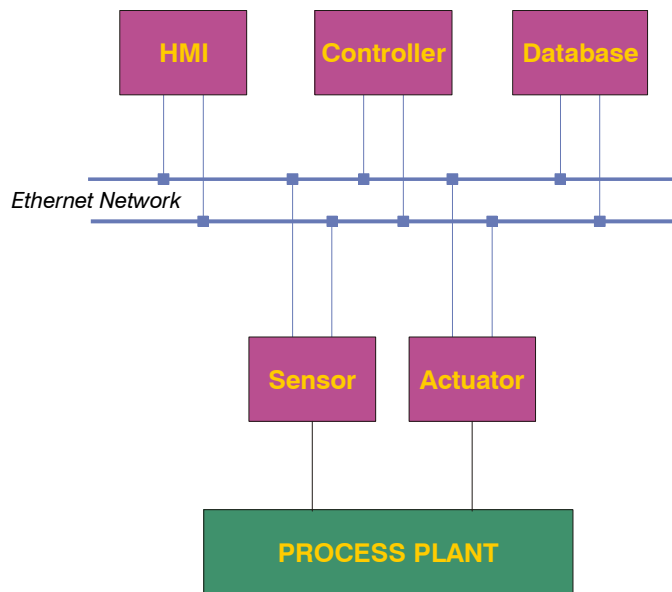 HMI
Controller
Database
Ethernet Network
Sensor
Actuator
PROCESS PLANT